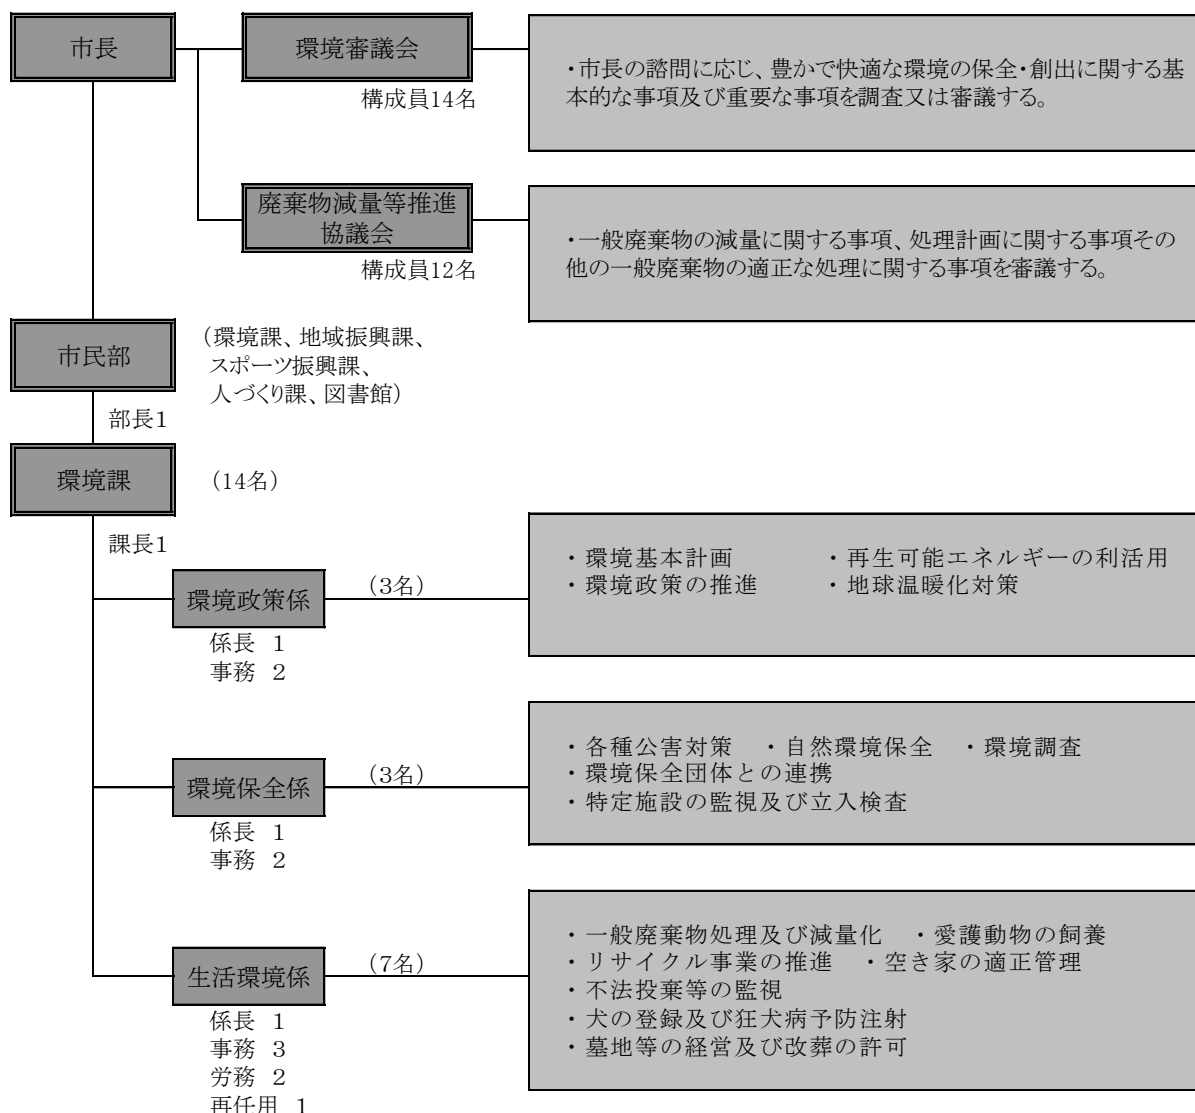 市長
環境審議会
構成員14名
・市長の諮問に応じ、豊かで快適な環境の保全・創出に関する基
本的な事項及び重要な事項を調査又は審議する。
廃棄物減量等推進
協議会
構成員12名
・一般廃棄物の減量に関する事項、処理計画に関する事項その
他の一般廃棄物の適正な処理に関する事項を審議する。
市民部
(環境課、地域振興課、
スポーツ振興課、
人づくり課、図書館)
部長1
環境課
(14名)
課長1
環境政策係
(3名)
係長 1
事務 2
・環境基本計画 ・再生可能エネルギーの利活用
・環境政策の推進 ・地球温暖化対策
環境保全係
(3名)
係長 1
事務 2
・各種公害対策 ・自然環境保全 ・環境調査
・環境保全団体との連携
・特定施設の監視及び立入検査
生活環境係
(7名)
係長 1
事務 3
労務 2
再任用 1
・一般廃棄物処理及び減量化 ・愛護動物の飼養
・リサイクル事業の推進 ・空き家の適正管理
・不法投棄等の監視
・犬の登録及び狂犬病予防注射
・墓地等の経営及び改葬の許可